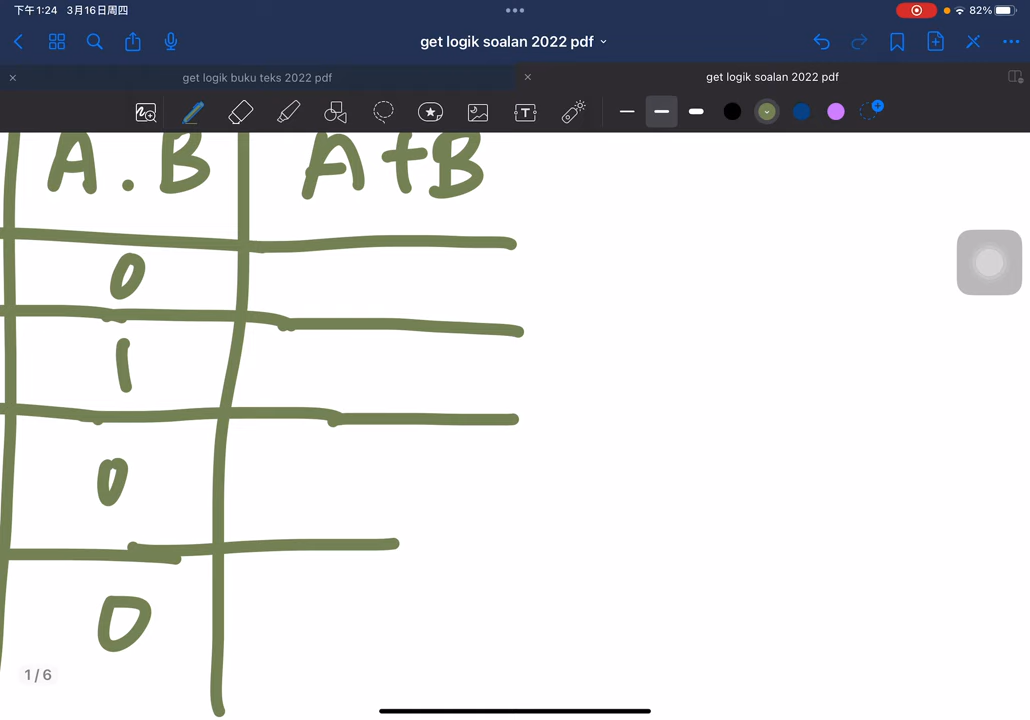 下午1:24 3月16日周四 82%
get logik soalan 2022 pdf
get logik buku teks 2022 pdf get logik soalan 2022 pdf
T
A . B A + B
0
1
0
0
1 / 6